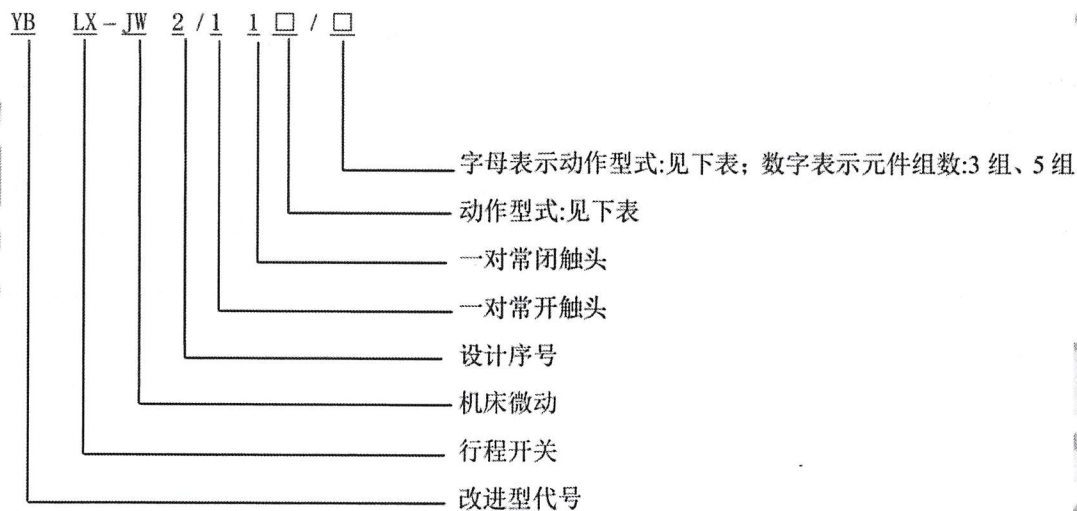 YB LX-JW 2/1 1 □ / □
字母表示动作型式:见下表；数字表示元件组数:3 组、5 组
动作型式:见下表
一对常闭触头
一对常开触头
设计序号
机床微动
行程开关
改进型代号